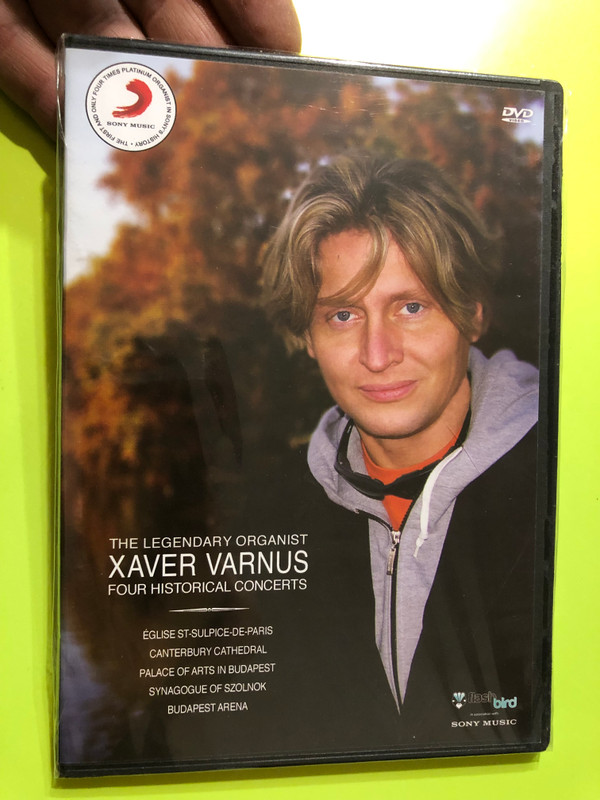 THE FIRST AND ONLY FOUR TIMES PLATINUM ORGANIST IN SONY'S HISTORY •
SONY MUSIC
DVD
VIDEO
THE LEGENDARY ORGANIST
XAVER VARNUS
FOUR HISTORICAL CONCERTS
ÉGLISE ST-SULPICE-DE-PARIS
CANTERBURY CATHEDRAL
PALACE OF ARTS IN BUDAPEST
SYNAGOGUE OF SZOLNOK
BUDAPEST ARENA
bird
SONY MUSIC